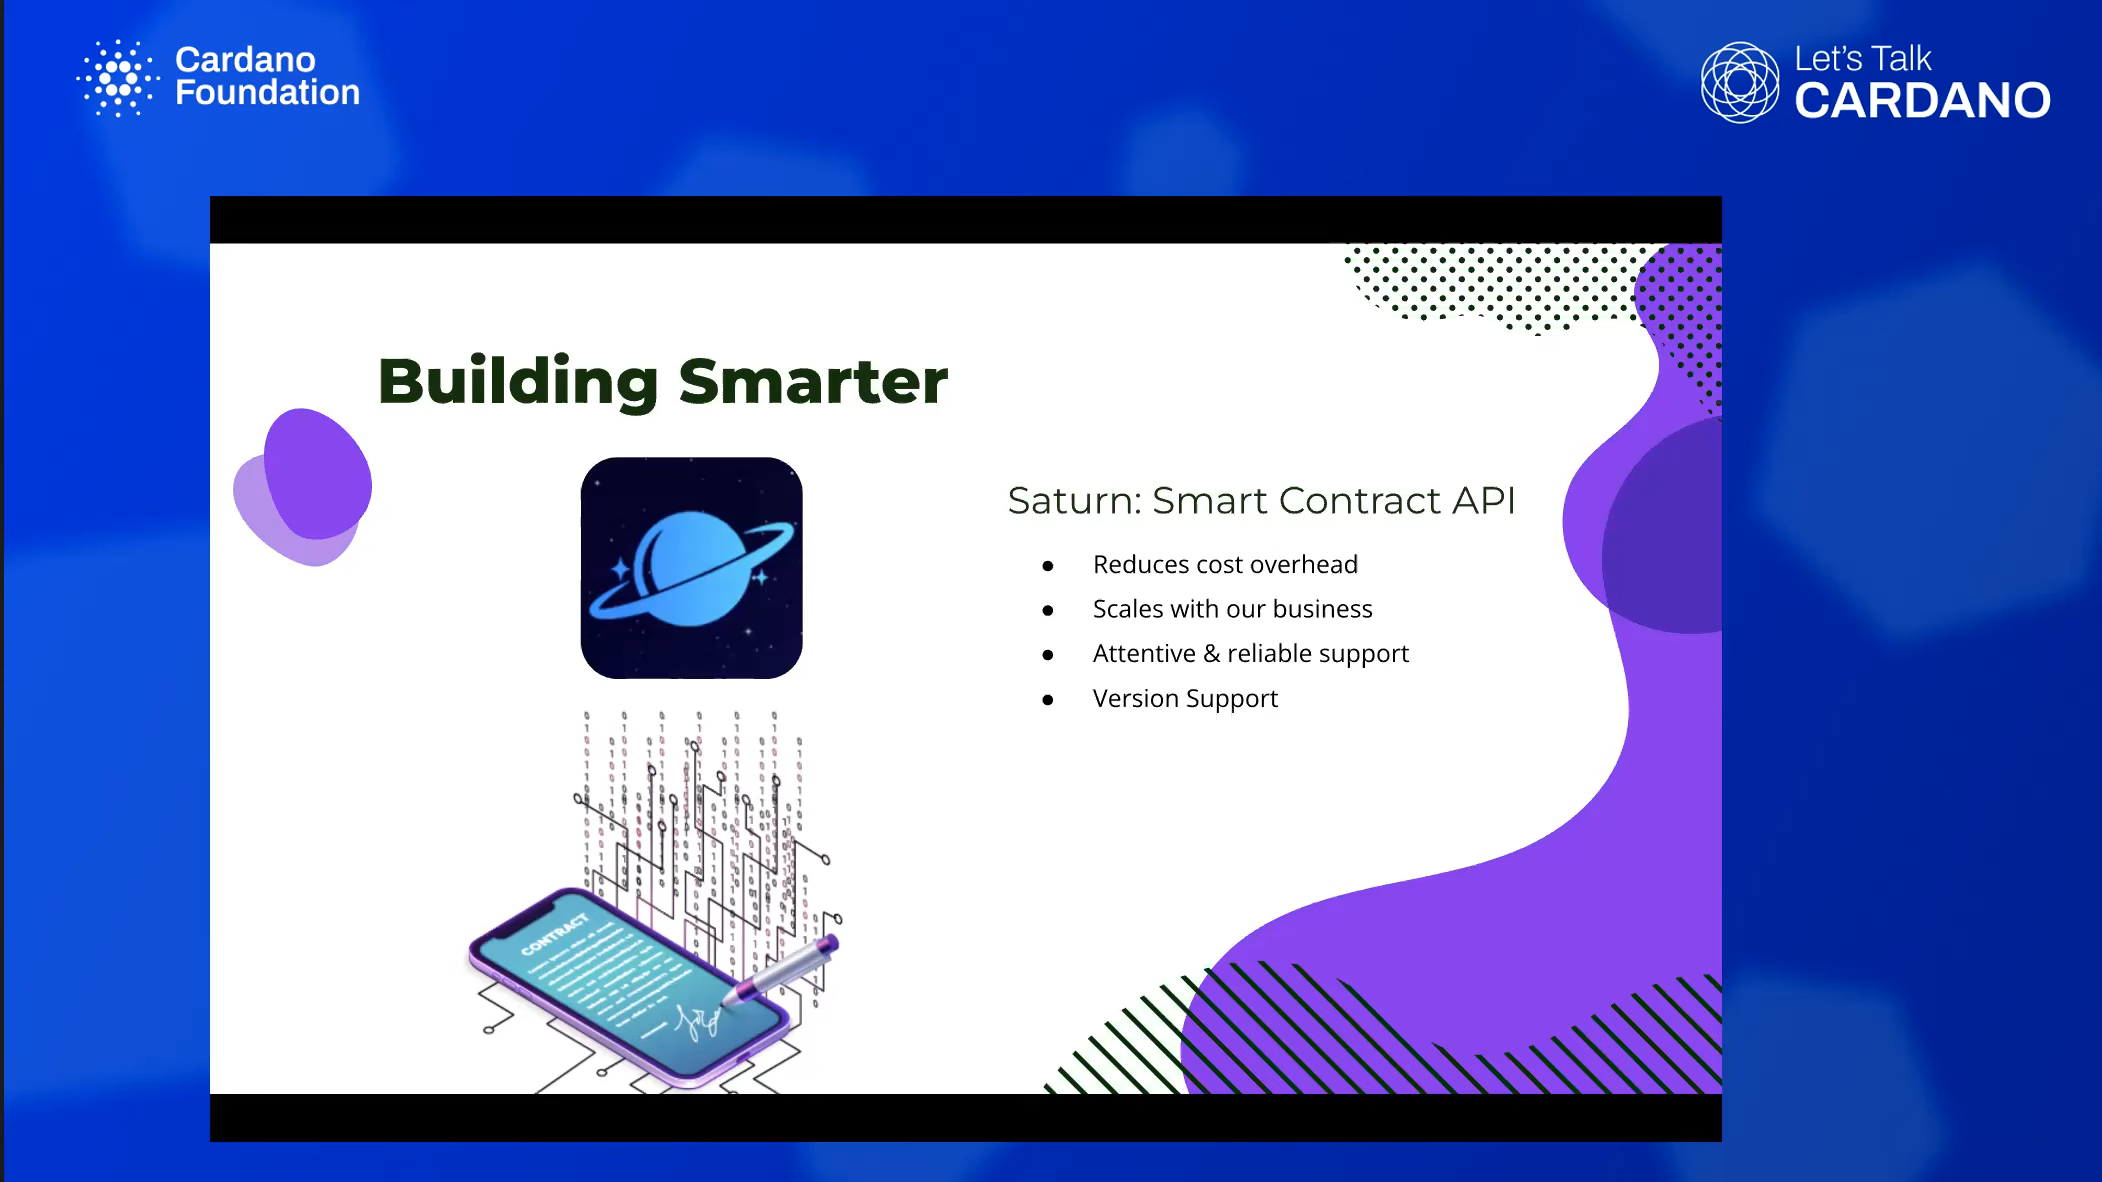 Cardano
Foundation
Let's Talk
CARDANO
Building Smarter
Saturn: Smart Contract API
● Reduces cost overhead
● Scales with our business
● Attentive & reliable support
● Version Support
CONTRACT